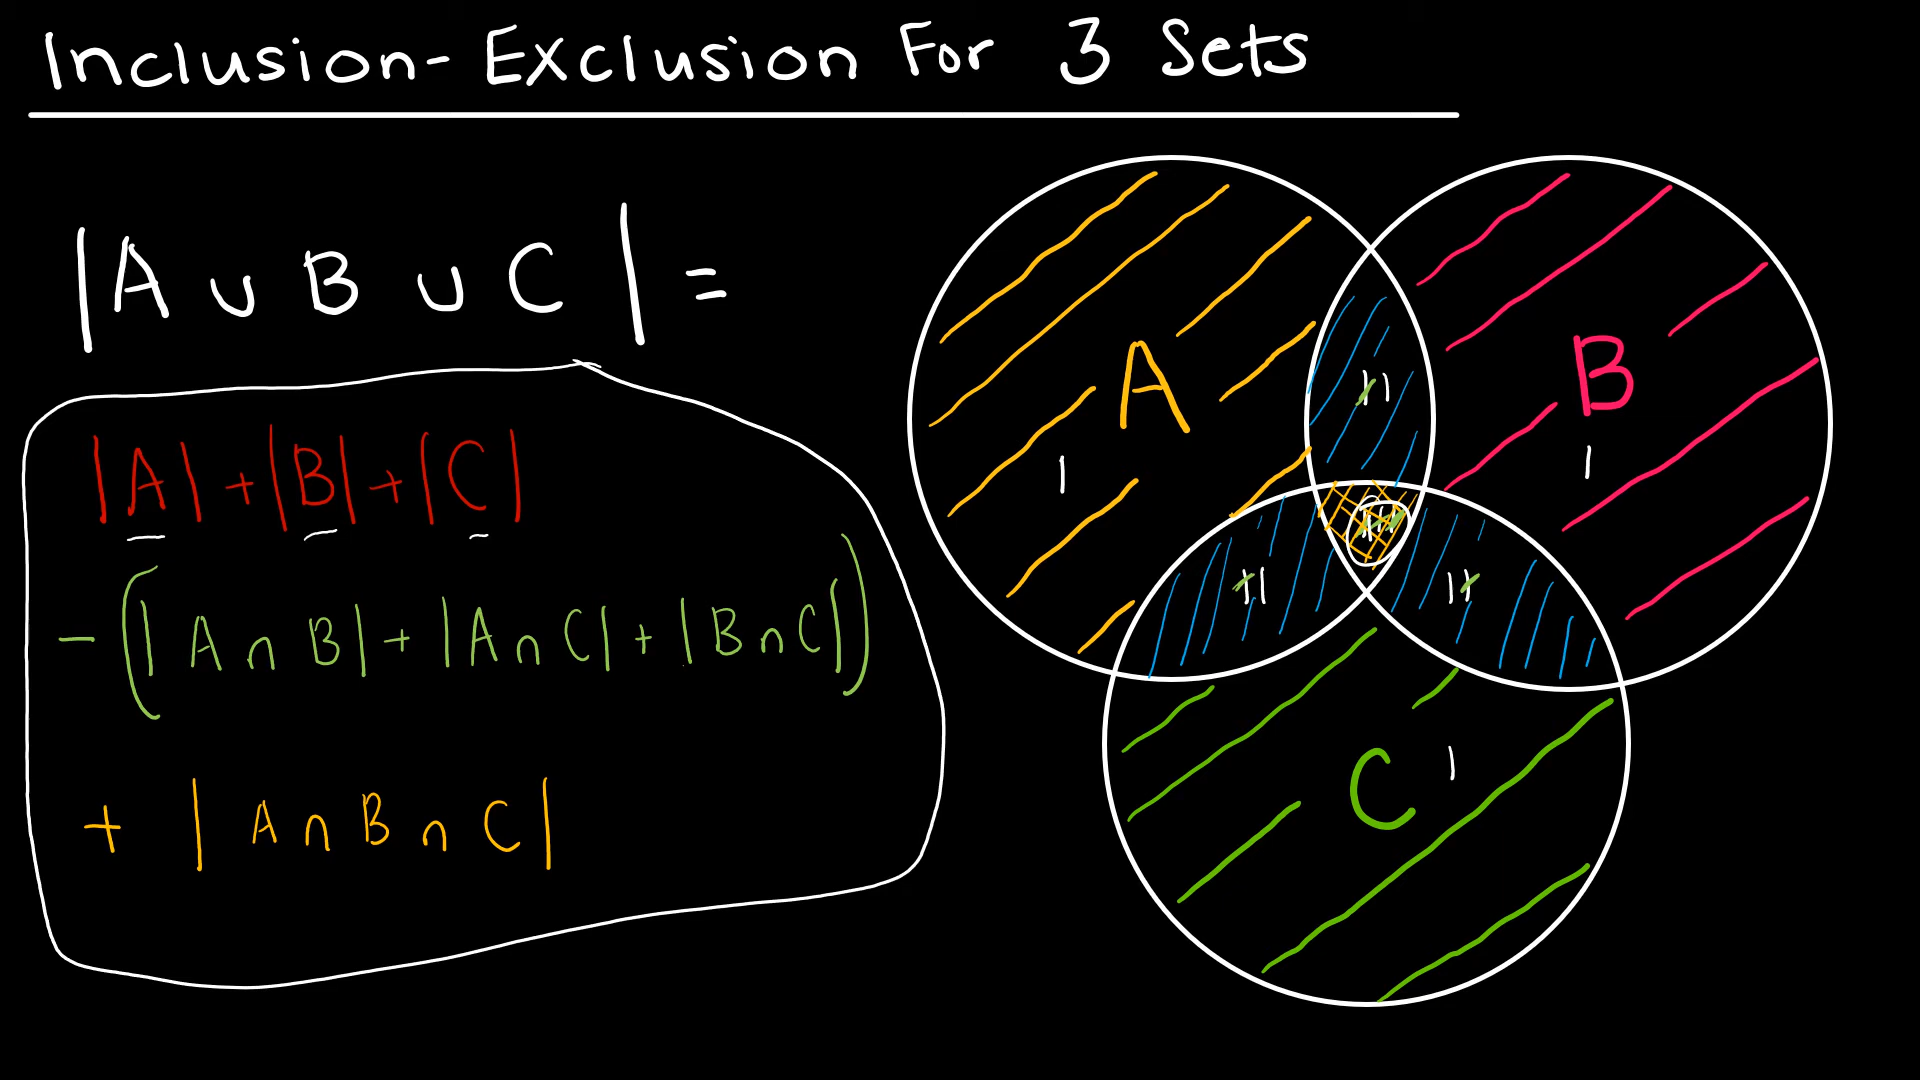 Inclusion-Exclusion For 3 Sets
|A ∪ B ∪ C| =
|A| + |B| + |C|
- (|A ∩ B| + |A ∩ C| + |B ∩ C|)
+ |A ∩ B ∩ C|
A
B
C